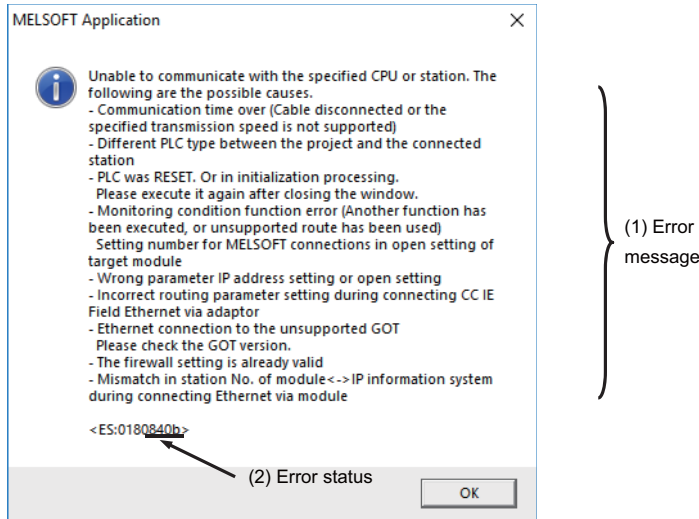 MELSOFT Application
Unable to communicate with the specified CPU or station. The
following are the possible causes.
- Communication time over (Cable disconnected or the
specified transmission speed is not supported)
- Different PLC type between the project and the connected
station
- PLC was RESET. Or in initialization processing.
Please execute it again after closing the window.
- Monitoring condition function error (Another function has
been executed, or unsupported route has been used)
Setting number for MELSOFT connections in open setting of
target module
- Wrong parameter IP address setting or open setting
- Incorrect routing parameter setting during connecting CC IE
Field Ethernet via adaptor
- Ethernet connection to the unsupported GOT
Please check the GOT version.
- The firewall setting is already valid
- Mismatch in station No. of module<->IP information system
during connecting Ethernet via module
<ES:0180840b>
OK
(1) Error
message
(2) Error status